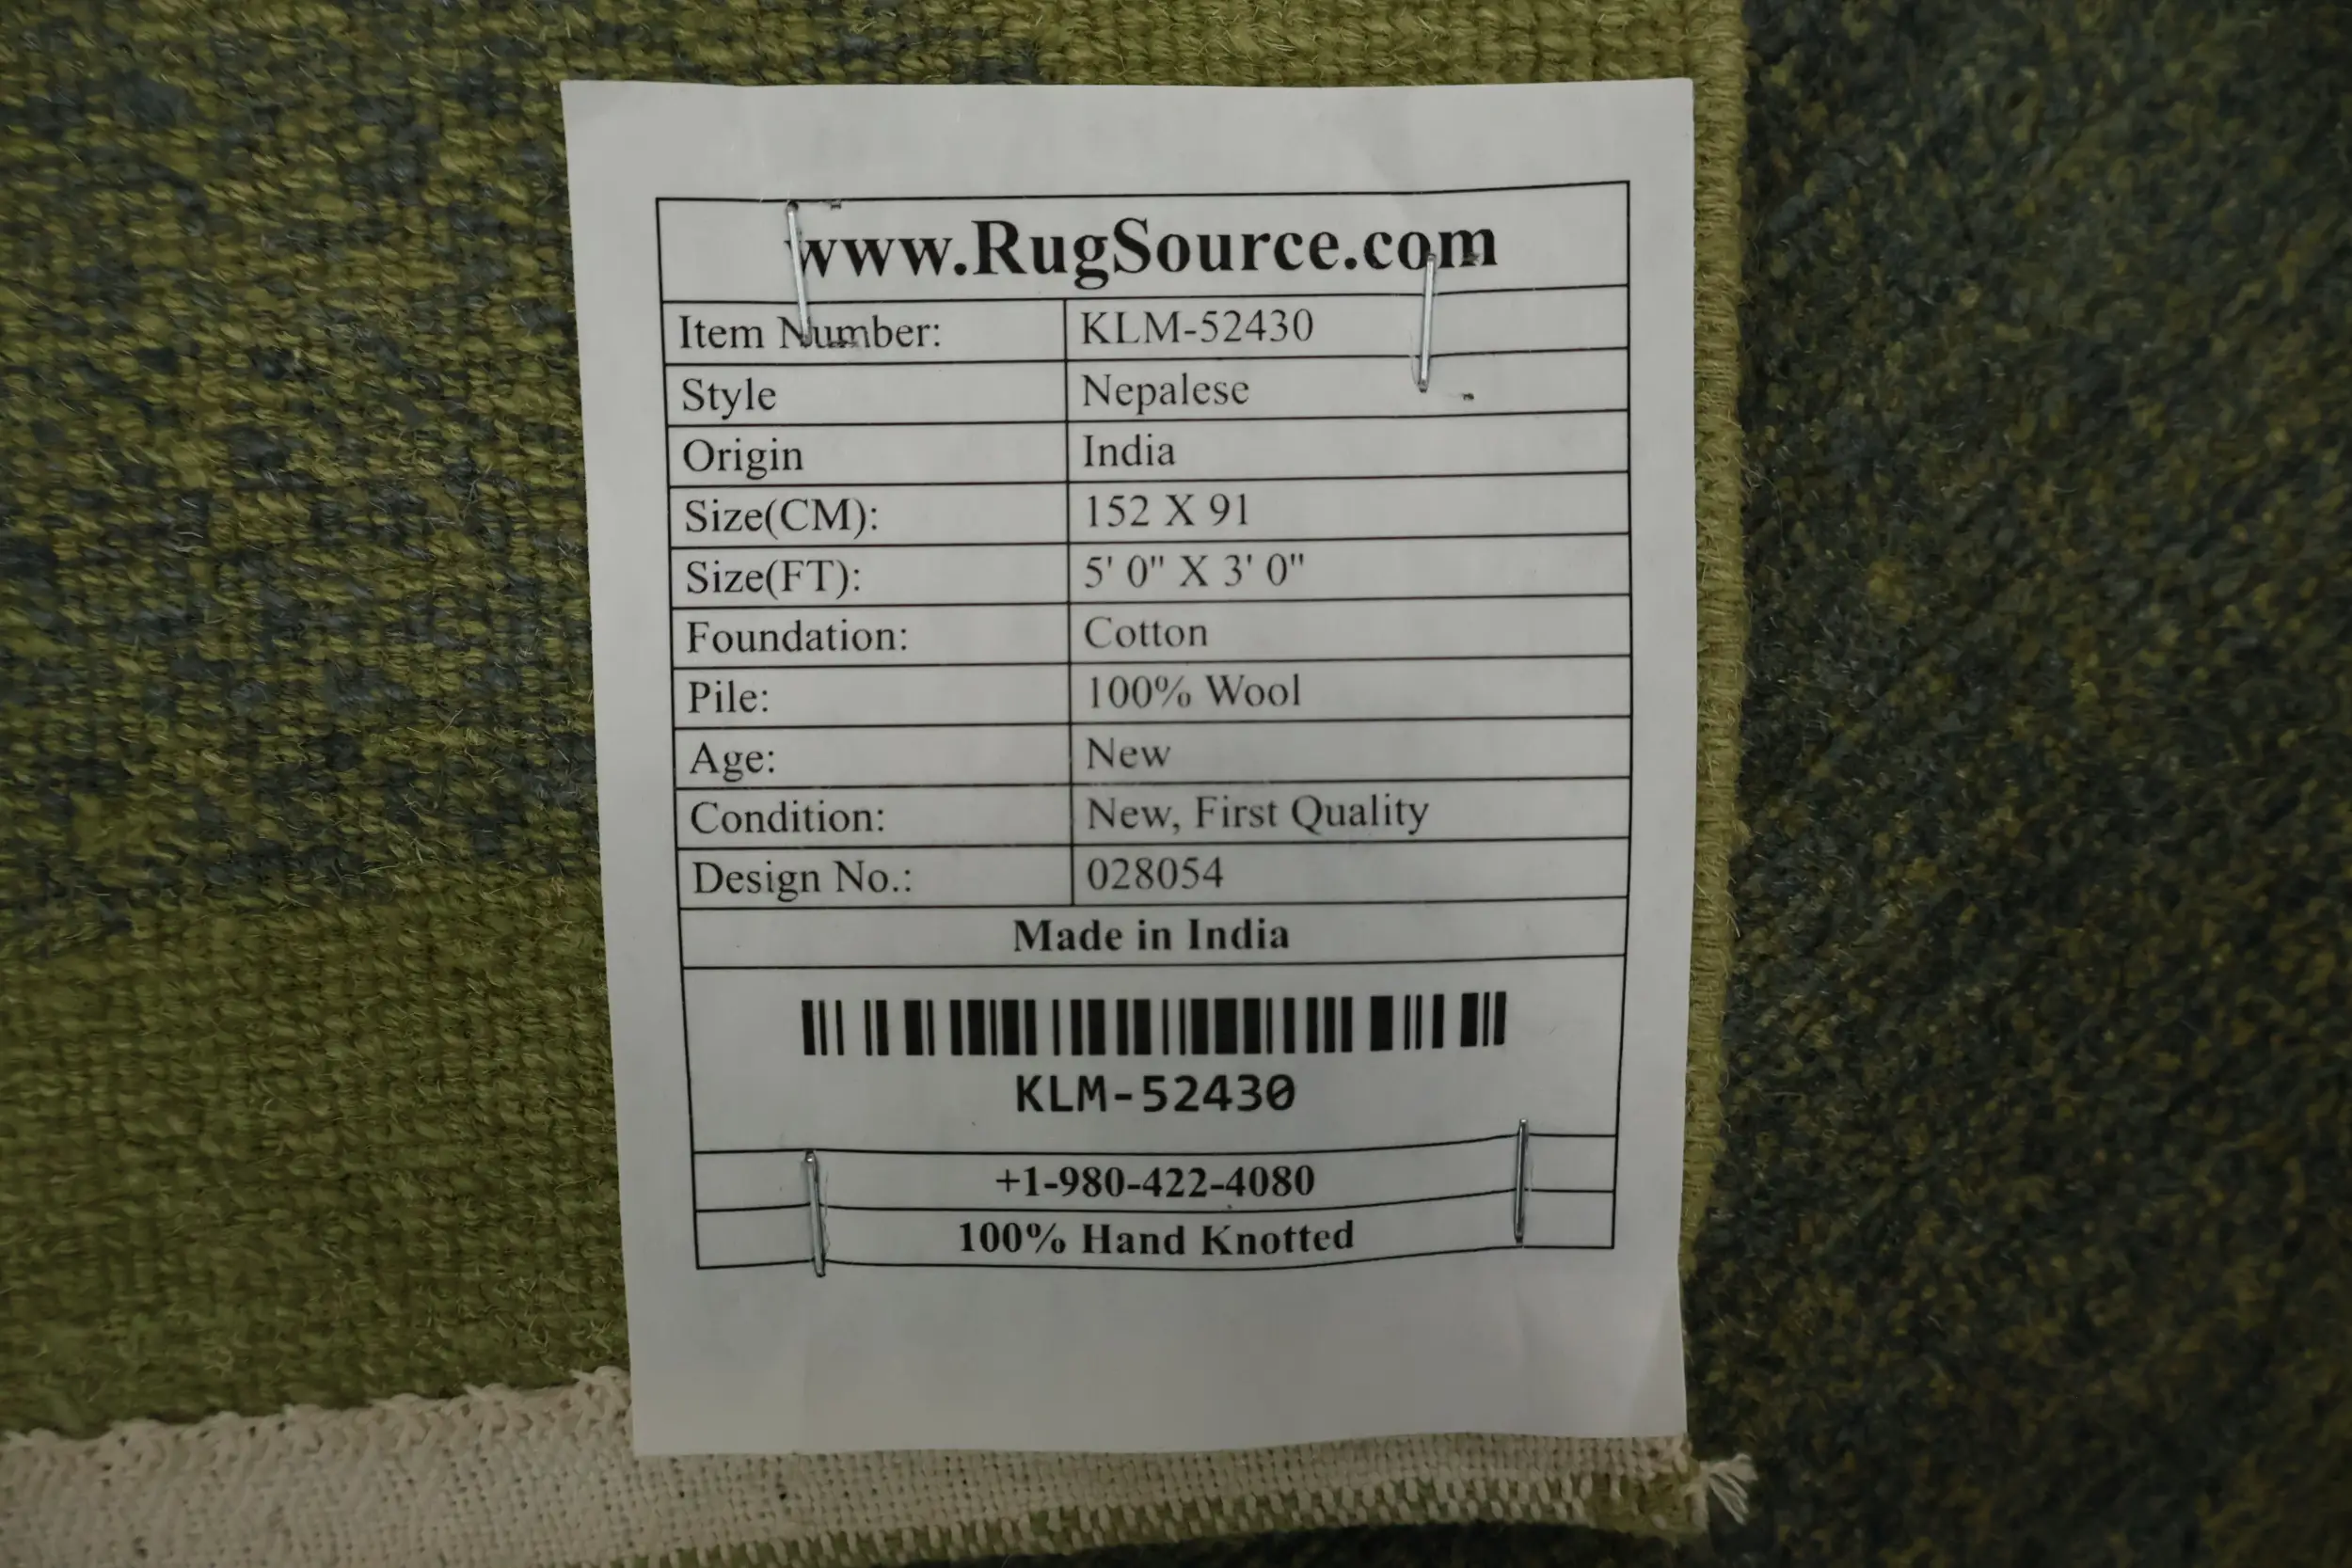 www.RugSource.com
Item Number: KLM-52430
Style Nepalese
Origin India
Size(CM): 152 X 91
Size(FT): 5' 0" X 3' 0"
Foundation: Cotton
Pile: 100% Wool
Age: New
Condition: New, First Quality
Design No.: 028054
Made in India
KLM-52430
+1-980-422-4080
100% Hand Knotted